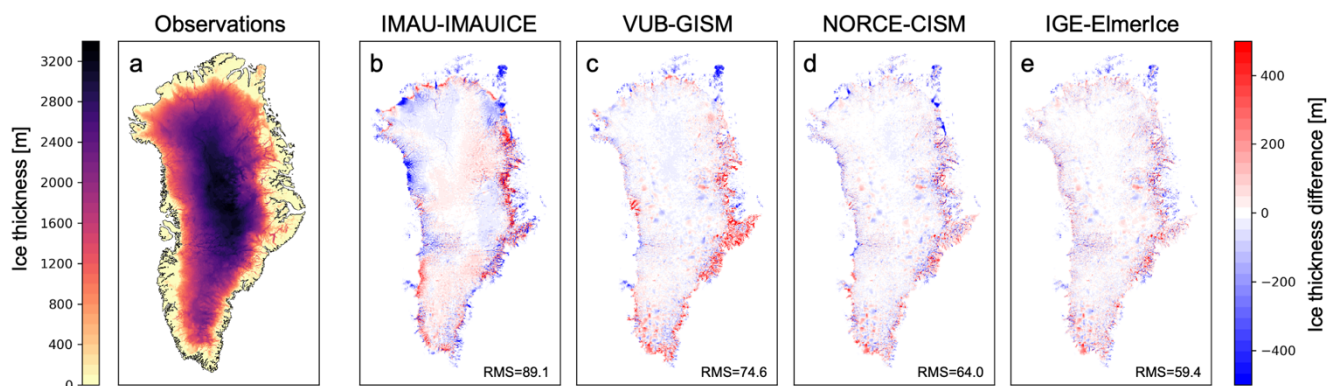 Observations
IMAU-IMAUICE
VUB-GISM
NORCE-CISM
IGE-ElmerIce
a
b
c
d
e
Ice thickness [m]
3200
2800
2400
2000
1600
1200
800
400
0
RMS=89.1
RMS=74.6
RMS=64.0
RMS=59.4
400
200
0
−200
−400
Ice thickness difference [m]